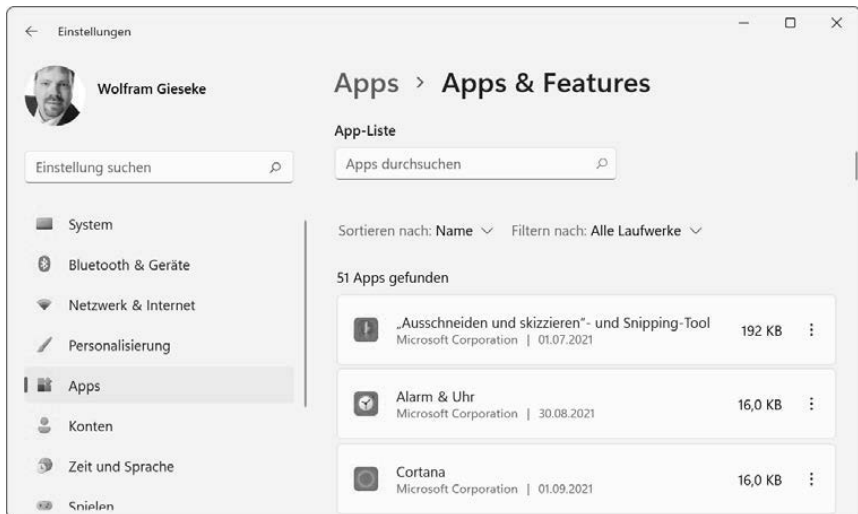 Einstellungen
Wolfram Gieseke
Einstellung suchen
System
Bluetooth & Geräte
Netzwerk & Internet
Personalisierung
Apps
Konten
Zeit und Sprache
Spielen
Apps > Apps & Features
App-Liste
Apps durchsuchen
Sortieren nach: Name Filtern nach: Alle Laufwerke
51 Apps gefunden
„Ausschneiden und skizzieren“- und Snipping-Tool
Microsoft Corporation | 01.07.2021
192 KB
Alarm & Uhr
Microsoft Corporation | 30.08.2021
16,0 KB
Cortana
Microsoft Corporation | 01.09.2021
16,0 KB